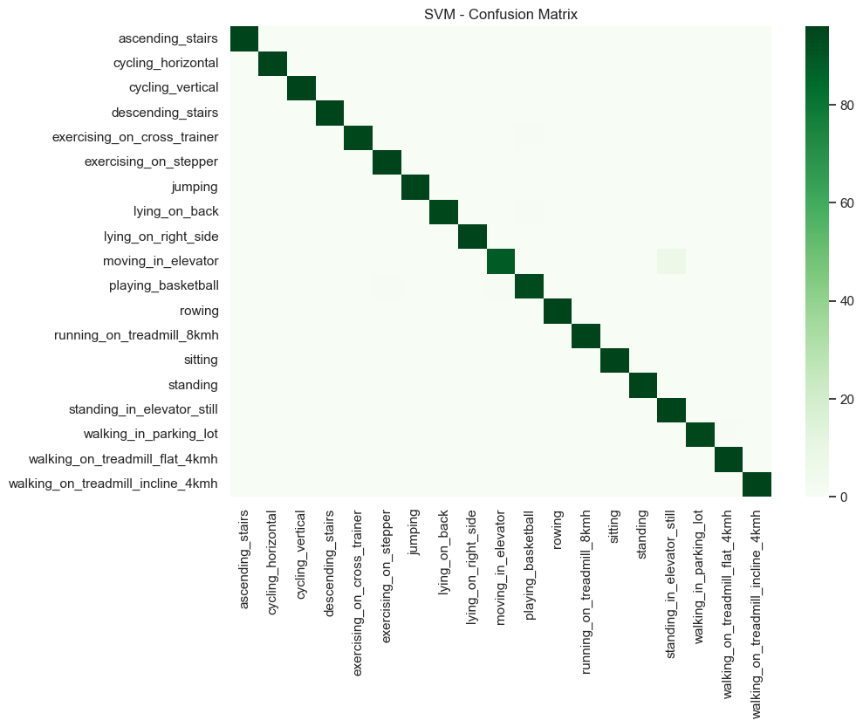 SVM - Confusion Matrix
ascending_stairs
cycling_horizontal
cycling_vertical
descending_stairs
exercising_on_cross_trainer
exercising_on_stepper
jumping
lying_on_back
lying_on_right_side
moving_in_elevator
playing_basketball
rowing
running_on_treadmill_8kmh
sitting
standing
standing_in_elevator_still
walking_in_parking_lot
walking_on_treadmill_flat_4kmh
walking_on_treadmill_incline_4kmh
80
60
40
20
0
ascending_stairs
cycling_horizontal
cycling_vertical
descending_stairs
exercising_on_cross_trainer
exercising_on_stepper
jumping
lying_on_back
lying_on_right_side
moving_in_elevator
playing_basketball
rowing
running_on_treadmill_8kmh
sitting
standing
standing_in_elevator_still
walking_in_parking_lot
walking_on_treadmill_flat_4kmh
walking_on_treadmill_incline_4kmh